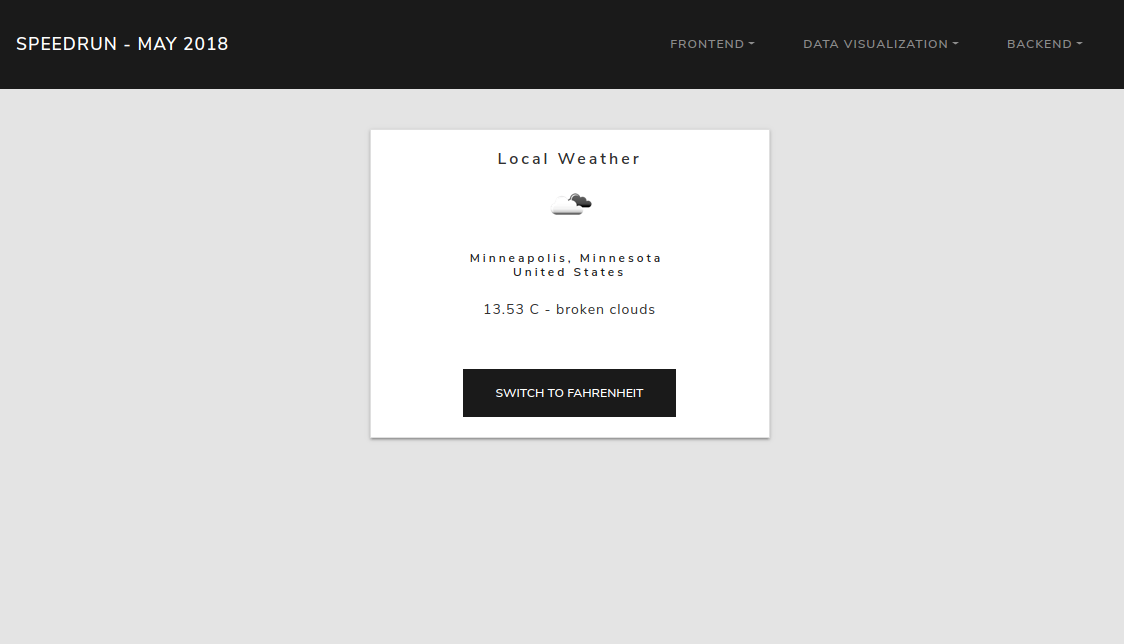 SPEEDRUN - MAY 2018
FRONTEND
DATA VISUALIZATION
BACKEND
Local Weather
Minneapolis, Minnesota
United States
13.53 C - broken clouds
SWITCH TO FAHRENHEIT